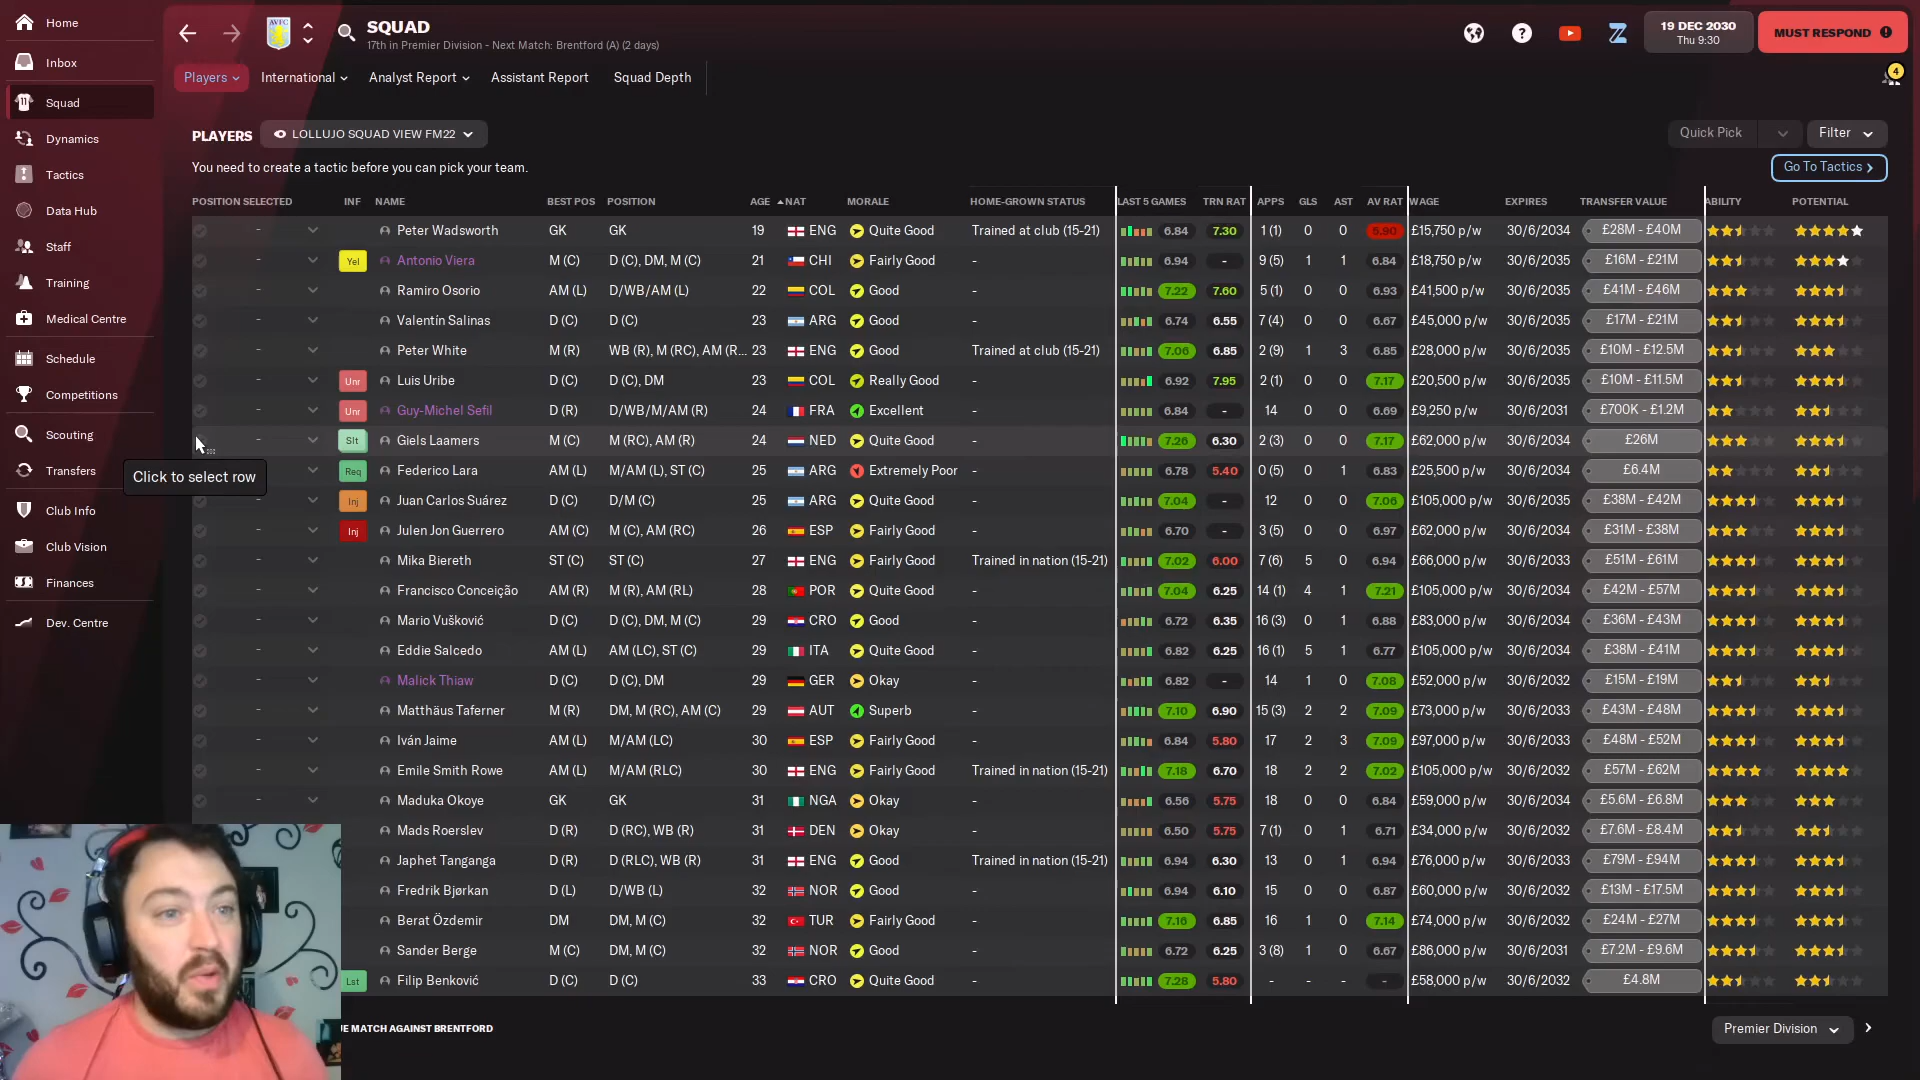 Home
Inbox
Squad
Dynamics
Tactics
Data Hub
Staff
Training
Medical Centre
Schedule
Competitions
Scouting
Transfers
Club Info
Club Vision
Finances
Dev. Centre
AVFC
SQUAD
17th in Premier Division - Next Match: Brentford (A) (2 days)
19 DEC 2030
Thu 9:30
MUST RESPOND
4
Players International Analyst Report Assistant Report Squad Depth
PLAYERS LOLLUJO SQUAD VIEW FM22 Quick Pick Filter
You need to create a tactic before you can pick your team. Go To Tactics
POSITION SELECTED INF NAME BEST POS POSITION AGE NAT MORALE HOME-GROWN STATUS LAST 5 GAMES TRN RAT APPS GLS AST AV RAT WAGE EXPIRES TRANSFER VALUE ABILITY POTENTIAL
- Peter Wadsworth GK GK 19 ENG Quite Good Trained at club (15-21) 6.84 7.30 1 (1) 0 0 5.90 £15,750 p/w 30/6/2034 £28M - £40M
- Yel Antonio Viera M (C) D (C), DM, M (C) 21 CHI Fairly Good - 6.94 - 9 (5) 1 1 6.84 £18,750 p/w 30/6/2035 £16M - £21M
- Ramiro Osorio AM (L) D/WB/AM (L) 22 COL Good - 7.22 7.60 5 (1) 0 0 6.93 £41,500 p/w 30/6/2035 £41M - £46M
- Valentín Salinas D (C) D (C) 23 ARG Good - 6.74 6.55 7 (4) 0 0 6.67 £45,000 p/w 30/6/2035 £17M - £21M
- Peter White M (R) WB (R), M (RC), AM (R... 23 ENG Good Trained at club (15-21) 7.06 6.85 2 (9) 1 3 6.85 £28,000 p/w 30/6/2035 £10M - £12.5M
- Unr Luis Uribe D (C) D (C), DM 23 COL Really Good - 6.92 7.95 2 (1) 0 0 7.17 £20,500 p/w 30/6/2035 £10M - £11.5M
- Unr Guy-Michel Sefil D (R) D/WB/M/AM (R) 24 FRA Excellent - 6.84 - 14 0 0 6.69 £9,250 p/w 30/6/2031 £700K - £1.2M
- Slt Giels Laamers M (C) M (RC), AM (R) 24 NED Quite Good - 7.26 6.30 2 (3) 0 0 7.17 £62,000 p/w 30/6/2034 £26M
Click to select row
- Req Federico Lara AM (L) M/AM (L), ST (C) 25 ARG Extremely Poor - 6.78 5.40 0 (5) 0 1 6.83 £25,500 p/w 30/6/2034 £6.4M
- Inj Juan Carlos Suárez D (C) D/M (C) 25 ARG Quite Good - 7.04 - 12 0 0 7.06 £105,000 p/w 30/6/2035 £38M - £42M
- Inj Julen Jon Guerrero AM (C) M (C), AM (RC) 26 ESP Fairly Good - 6.70 - 3 (5) 0 0 6.97 £62,000 p/w 30/6/2034 £31M - £38M
- Mika Biereth ST (C) ST (C) 27 ENG Fairly Good Trained in nation (15-21) 7.02 6.00 7 (6) 5 0 6.94 £66,000 p/w 30/6/2033 £51M - £61M
- Francisco Conceição AM (R) M (R), AM (RL) 28 POR Quite Good - 7.04 6.25 14 (1) 4 1 7.21 £105,000 p/w 30/6/2034 £42M - £57M
- Mario Vušković D (C) D (C), DM, M (C) 29 CRO Good - 6.72 6.35 16 (3) 0 1 6.88 £83,000 p/w 30/6/2034 £36M - £43M
- Eddie Salcedo AM (L) AM (LC), ST (C) 29 ITA Quite Good - 6.82 6.25 16 (1) 5 1 6.77 £105,000 p/w 30/6/2034 £38M - £41M
- Malick Thiaw D (C) D (C), DM 29 GER Okay - 6.82 - 14 1 0 7.08 £52,000 p/w 30/6/2032 £15M - £19M
- Matthäus Taferner M (R) DM, M (RC), AM (C) 29 AUT Superb - 7.10 6.90 15 (3) 2 2 7.09 £73,000 p/w 30/6/2033 £43M - £48M
- Iván Jaime AM (L) M/AM (LC) 30 ESP Fairly Good - 6.84 5.80 17 2 3 7.09 £97,000 p/w 30/6/2033 £48M - £52M
- Emile Smith Rowe AM (L) M/AM (RLC) 30 ENG Fairly Good Trained in nation (15-21) 7.18 6.70 18 2 2 7.02 £105,000 p/w 30/6/2032 £57M - £62M
- Maduka Okoye GK GK 31 NGA Okay - 6.56 5.75 18 0 0 6.84 £59,000 p/w 30/6/2034 £5.6M - £6.8M
Mads Roerslev D (R) D (RC), WB (R) 31 DEN Okay - 6.50 5.75 7 (1) 0 1 6.71 £34,000 p/w 30/6/2032 £7.6M - £8.4M
Japhet Tanganga D (R) D (RLC), WB (R) 31 ENG Good Trained in nation (15-21) 6.94 6.30 13 0 1 6.94 £76,000 p/w 30/6/2033 £79M - £94M
Fredrik Bjørkan D (L) D/WB (L) 32 NOR Good - 6.94 6.10 15 0 0 6.87 £60,000 p/w 30/6/2032 £13M - £17.5M
Berat Özdemir DM DM, M (C) 32 TUR Fairly Good - 7.16 6.85 16 1 0 7.14 £74,000 p/w 30/6/2032 £24M - £27M
Sander Berge M (C) DM, M (C) 32 NOR Good - 6.72 6.25 3 (8) 1 0 6.67 £86,000 p/w 30/6/2031 £7.2M - £9.6M
Lst Filip Benković D (C) D (C) 33 CRO Quite Good - 7.28 5.80 - - - - £58,000 p/w 30/6/2032 £4.8M
UE MATCH AGAINST BRENTFORD Premier Division